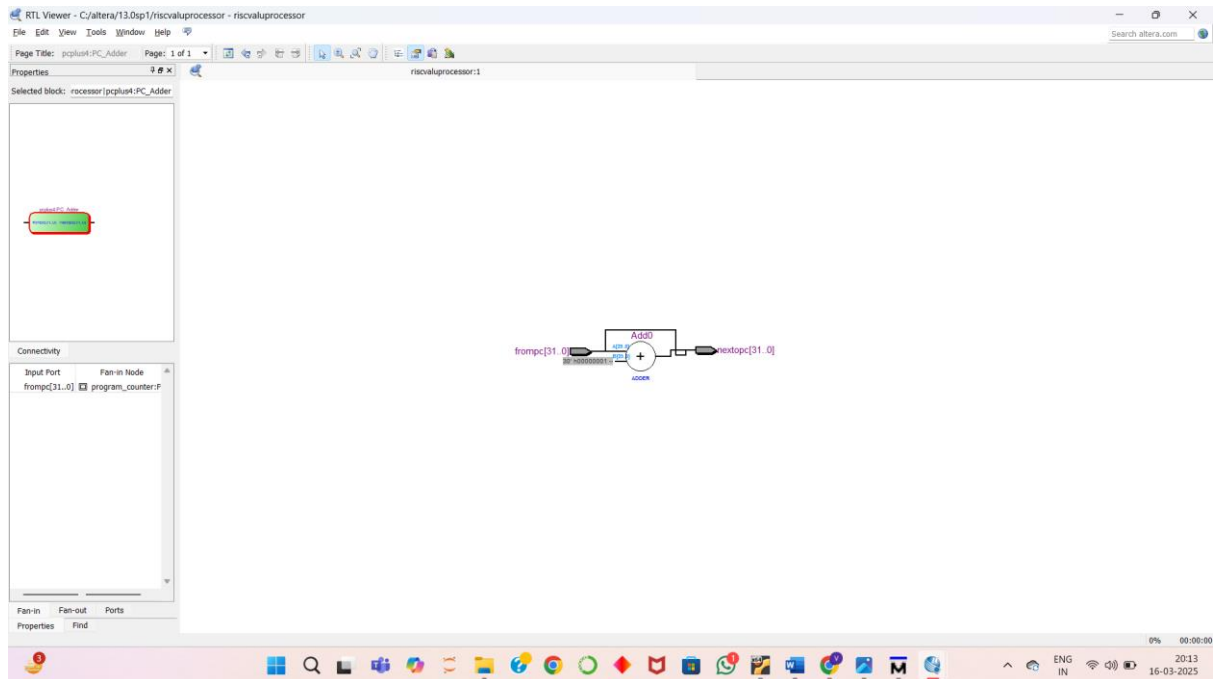 RTL Viewer - C:/altera/13.0sp1/riscvaluprocessor - riscvaluprocessor
File Edit View Tools Window Help
Search altera.com
Page Title: pcplus4:PC_Adder Page: 1 of 1
Properties
riscvaluprocessor:1
Selected block: rocessor|pcplus4:PC_Adder
Connectivity
Input Port Fan-in Node
frompc[31..0] program_counter:P
Add0
frompc[31..0]
nextopc[31..0]
ADDER
Fan-in Fan-out Ports
Properties Find
0% 00:00:00
3
1
ENG
IN
20:13
16-03-2025